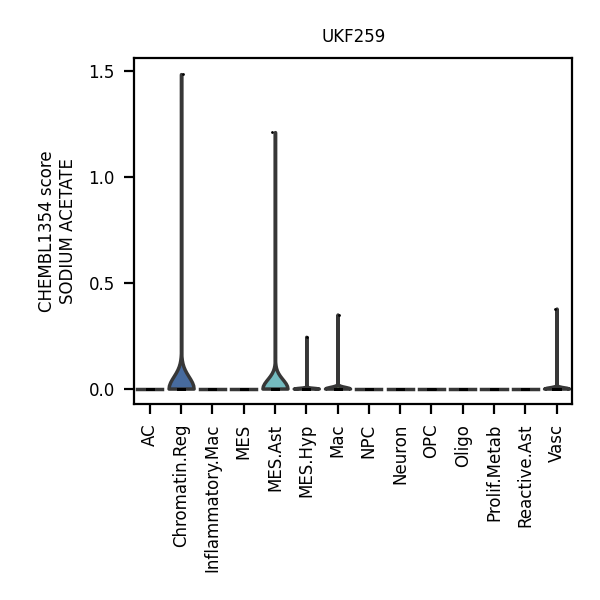 UKF259
CHEMBL1354 score
SODIUM ACETATE
1.5
1.0
0.5
0.0
AC
Chromatin.Reg
Inflammatory.Mac
MES
MES.Ast
MES.Hyp
Mac
NPC
Neuron
OPC
Oligo
Prolif.Metab
Reactive.Ast
Vasc